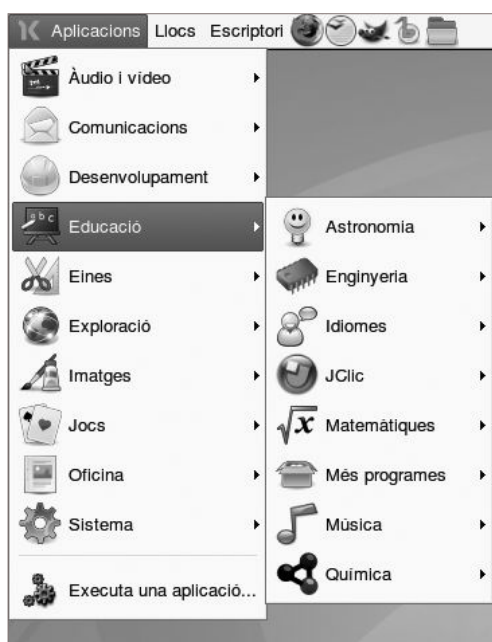 Aplicacions Llocs Escriptori
Àudio i vídeo
Comunicacions
Desenvolupament
Educació
Eines
Exploració
Imatges
Jocs
Oficina
Sistema
Executa una aplicació...
Astronomia
Enginyeria
Idiomes
JClic
Matemàtiques
Més programes
Música
Química